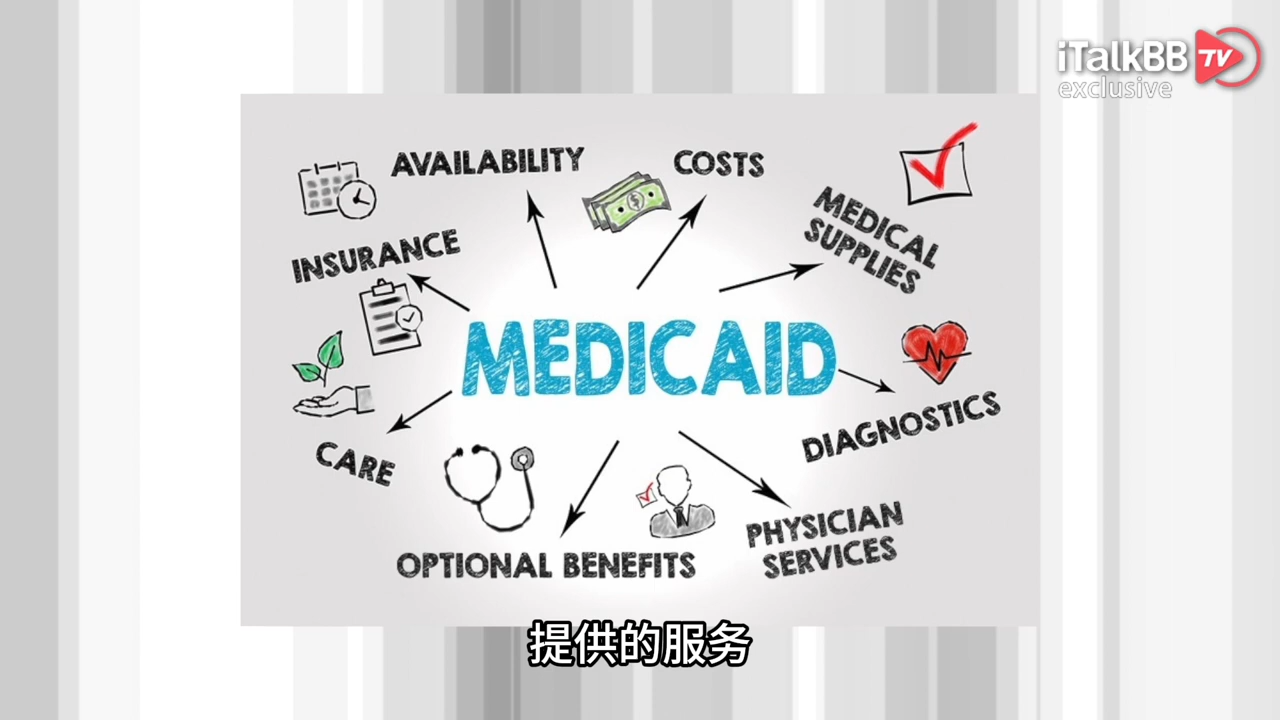 iTalkBB TV
exclusive
AVAILABILITY
COSTS
MEDICAL
SUPPLIES
INSURANCE
MEDICAID
DIAGNOSTICS
CARE
PHYSICIAN
SERVICES
OPTIONAL BENEFITS
提供的服务